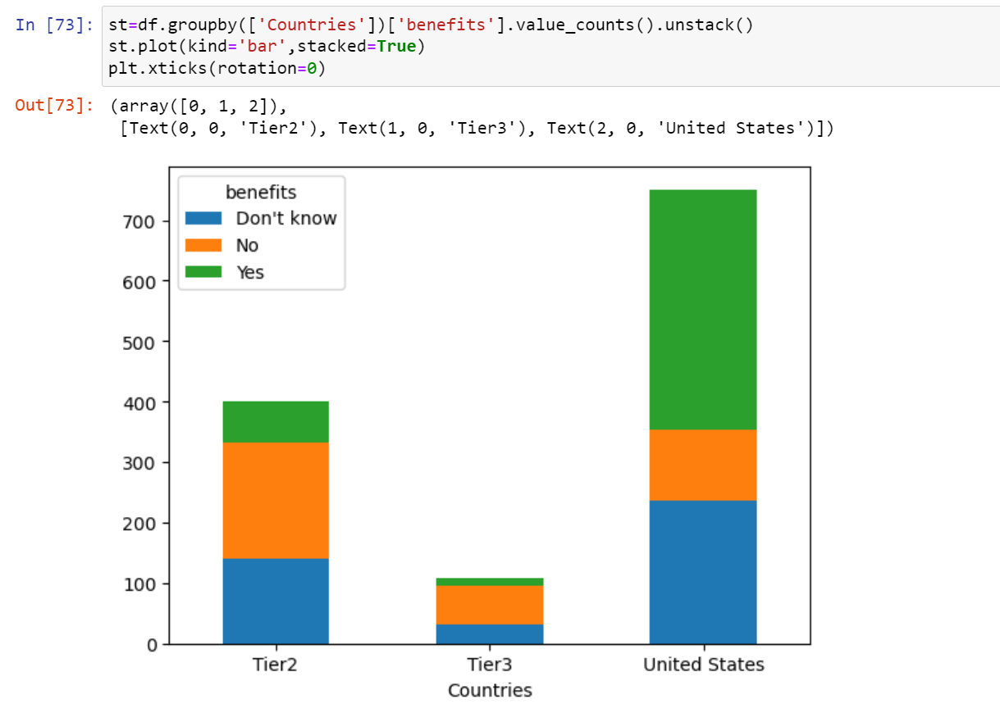 In [73]: st=df.groupby(['Countries'])['benefits'].value_counts().unstack()
st.plot(kind='bar',stacked=True)
plt.xticks(rotation=0)
Out[73]: (array([0, 1, 2]),
[Text(0, 0, 'Tier2'), Text(1, 0, 'Tier3'), Text(2, 0, 'United States')])
benefits
Don't know
No
Yes
700
600
500
400
300
200
100
0
Tier2 Tier3 United States
Countries